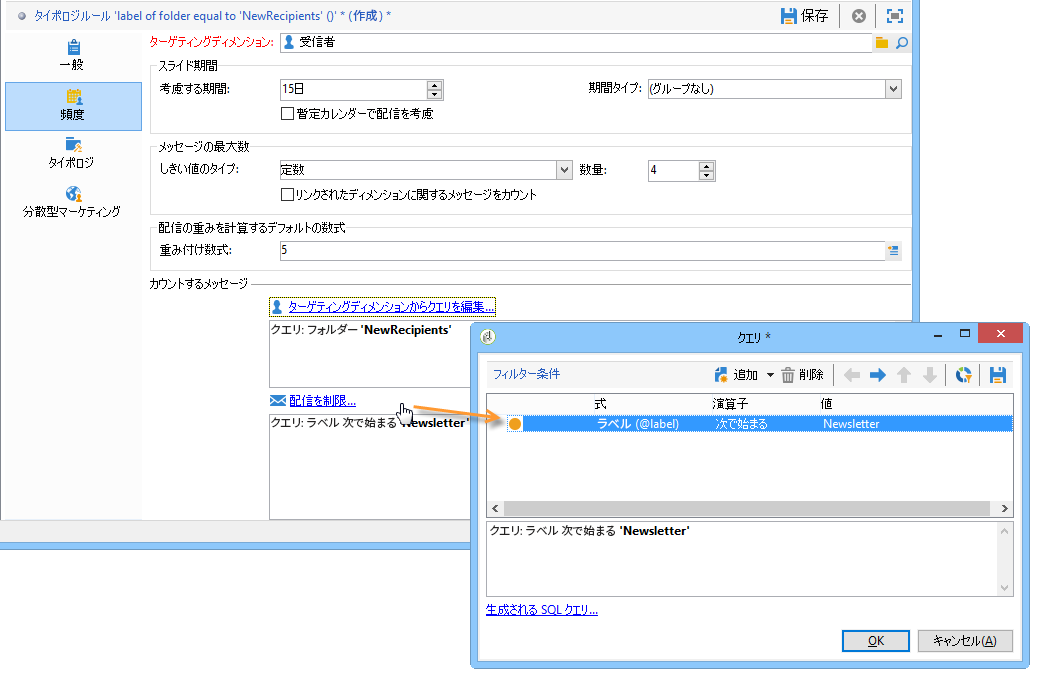 タイポロジルール 'label of folder equal to 'NewRecipients' ()' * (作成) *
保存
一般
頻度
タイポロジ
分散型マーケティング
ターゲティングディメンション: 受信者
スライド期間
考慮する期間: 15日 期間タイプ: (グループなし)
暫定カレンダーで配信を考慮
メッセージの最大数
しきい値のタイプ: 定数 数量: 4
リンクされたディメンションに関するメッセージをカウント
配信の重みを計算するデフォルトの数式
重み付け数式: 5
カウントするメッセージ
ターゲティングディメンションからクエリを編集...
クエリ: フォルダー 'NewRecipients'
配信を制限...
クエリ: ラベル 次で始まる 'Newsletter'
クエリ *
フィルター条件 追加 削除
式 演算子 値
ラベル (@label) 次で始まる Newsletter
クエリ: ラベル 次で始まる 'Newsletter'
生成される SQL クエリ...
OK キャンセル(A)